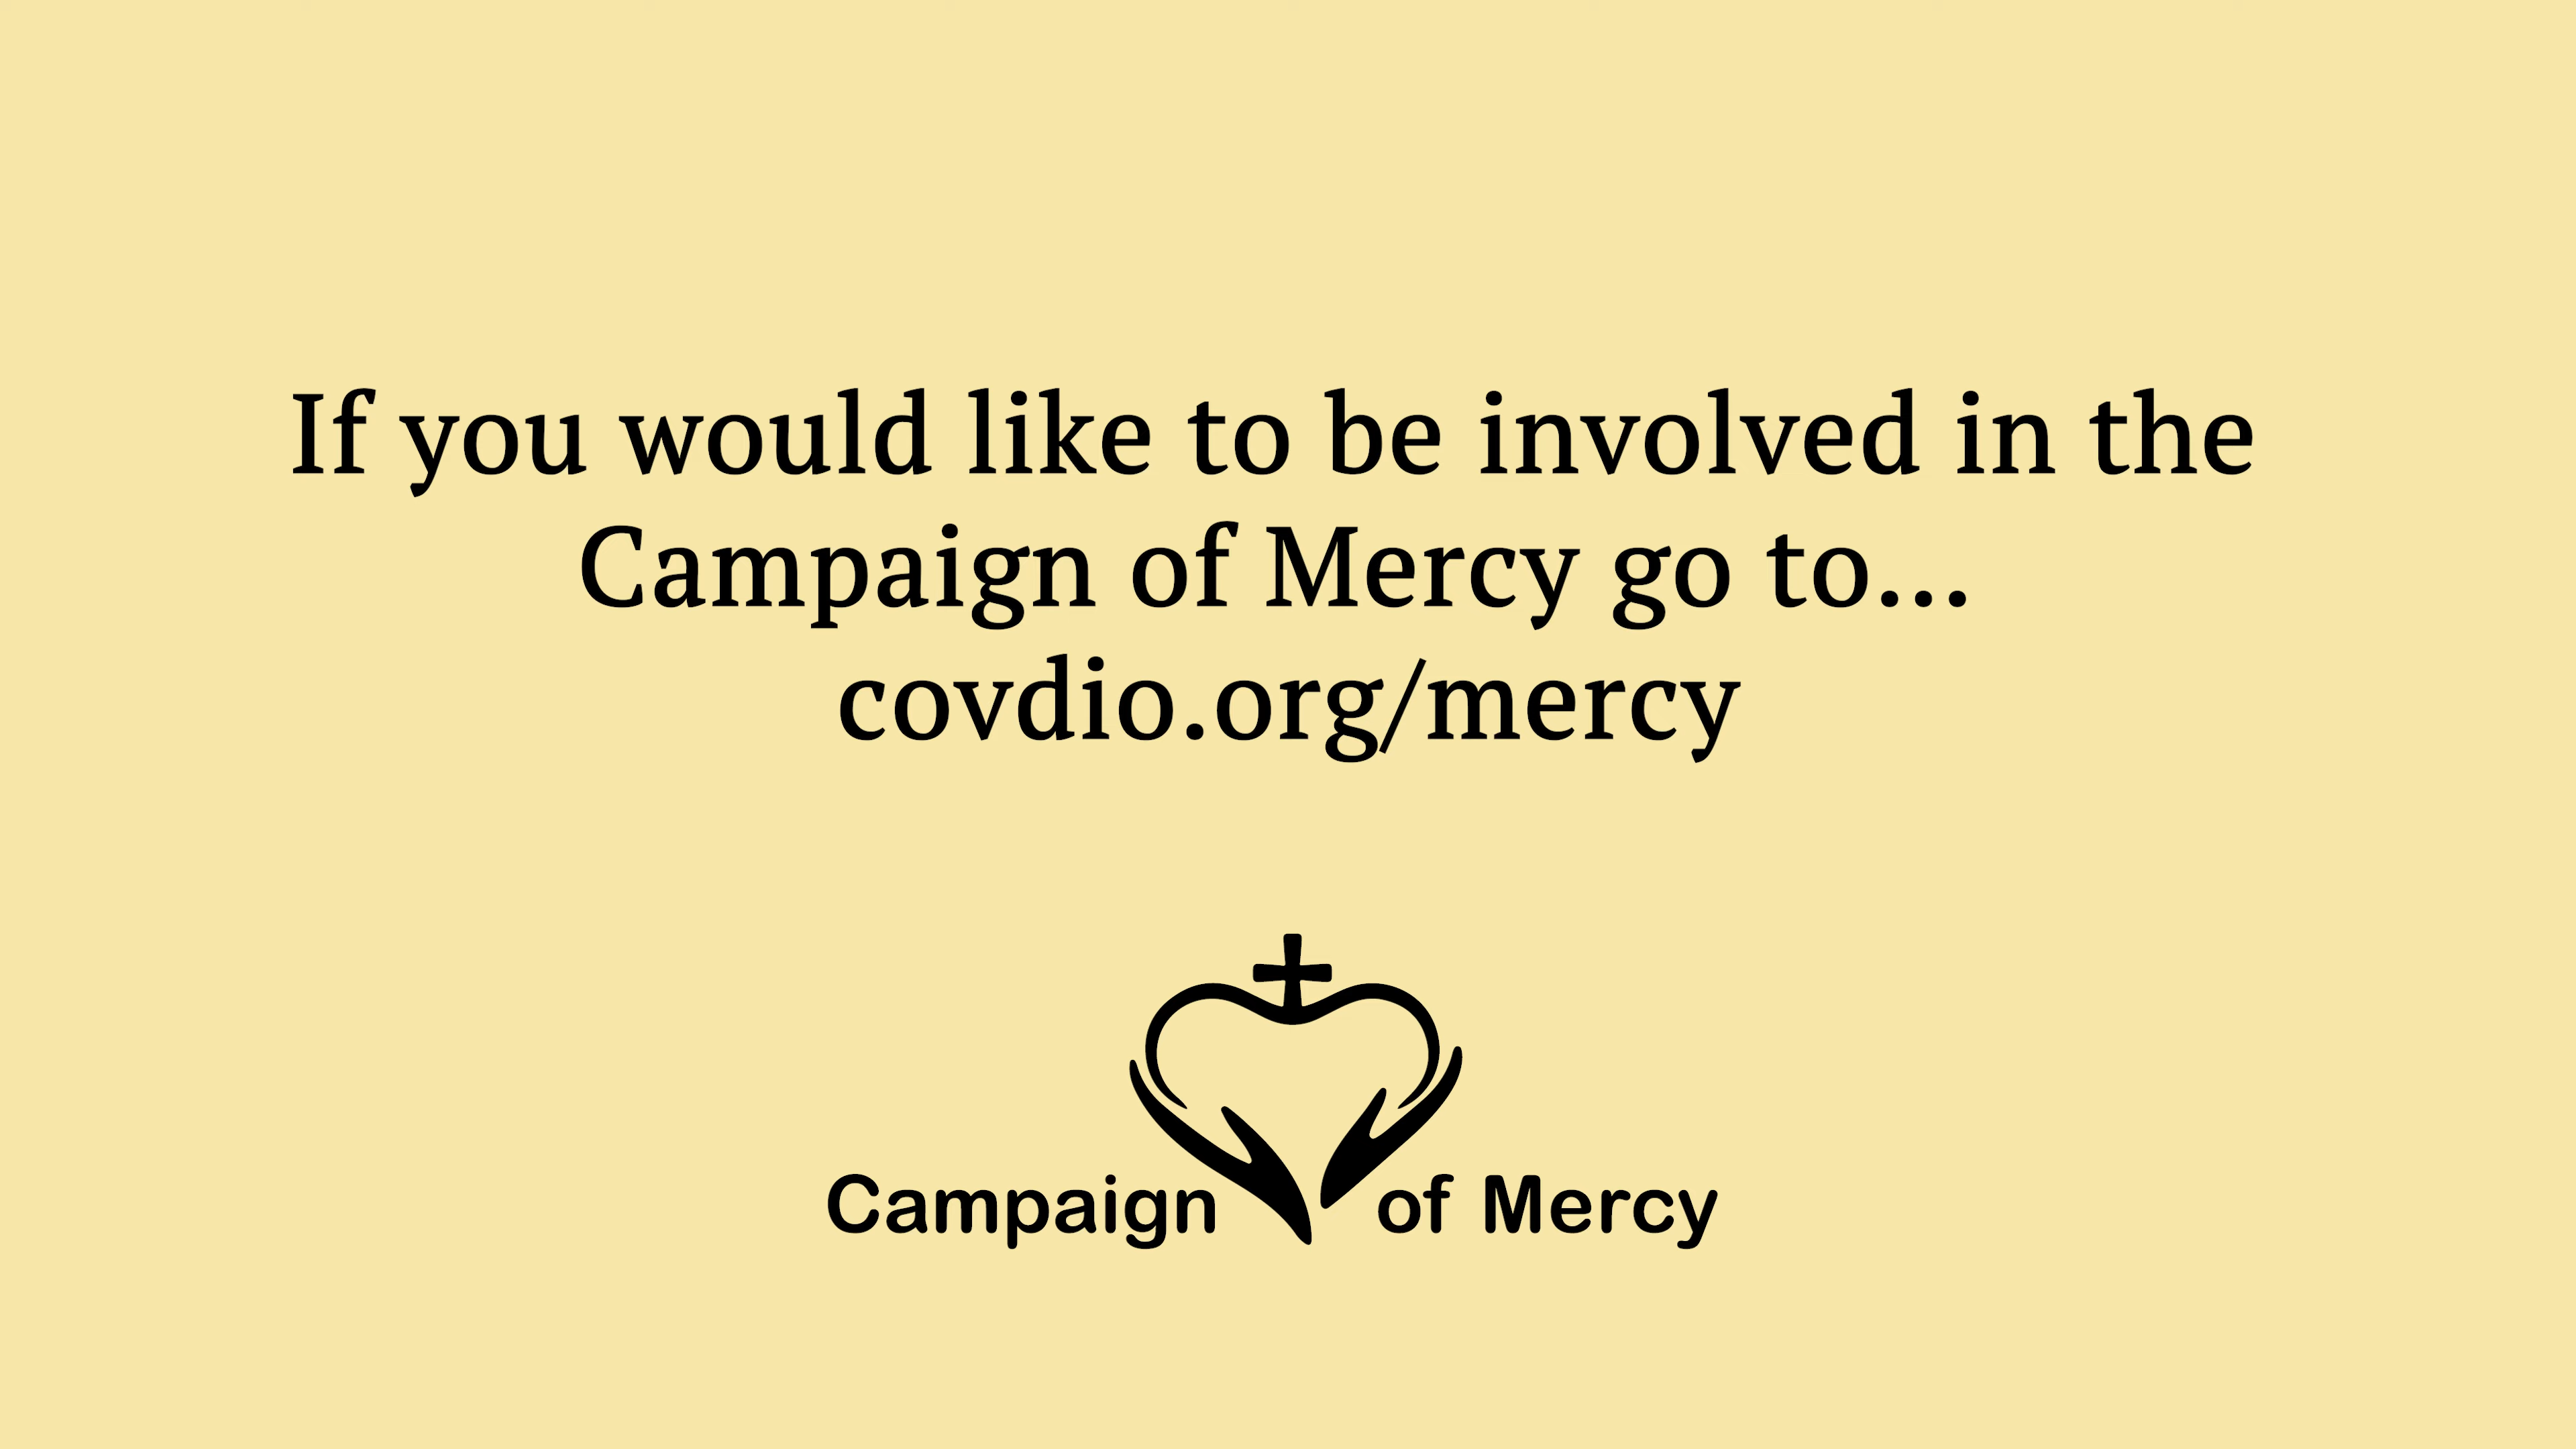 If you would like to be involved in the
Campaign of Mercy go to...
covdio.org/mercy
Campaign of Mercy